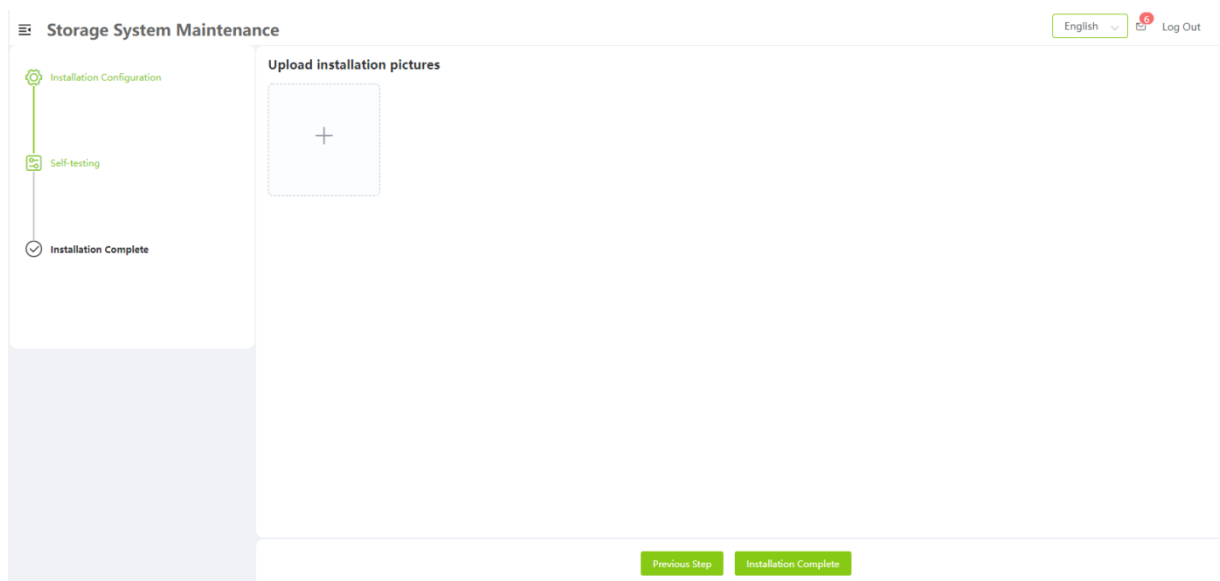 Storage System Maintenance
English
6
Log Out
Installation Configuration
Self-testing
Installation Complete
Upload installation pictures
Previous Step
Installation Complete